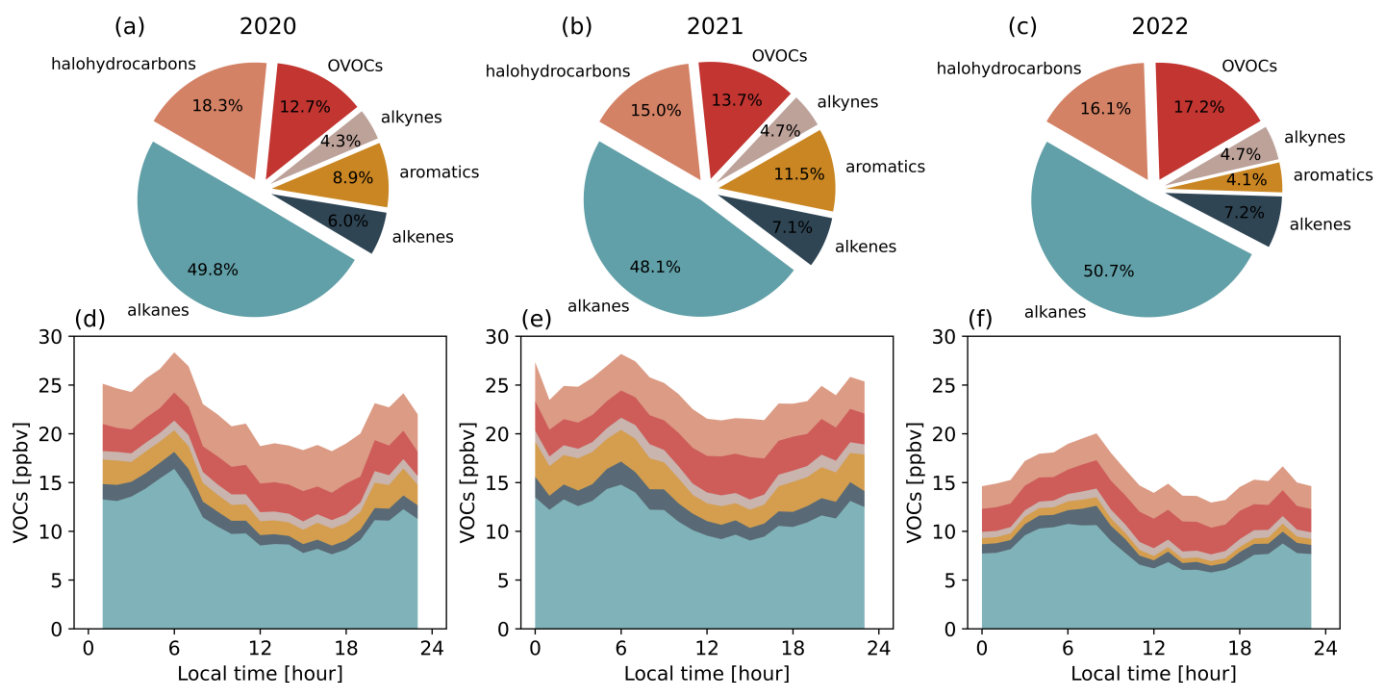 (a) 2020
halohydrocarbons
OVOCs
18.3%
12.7%
alkynes
4.3%
8.9%
aromatics
6.0%
alkenes
49.8%
alkanes
(b) 2021
OVOCs
halohydrocarbons
13.7%
alkynes
15.0%
4.7%
11.5%
aromatics
7.1%
alkenes
48.1%
alkanes
(c) 2022
halohydrocarbons
OVOCs
16.1%
17.2%
alkynes
4.7%
4.1%
aromatics
7.2%
alkenes
50.7%
alkanes
(d)
VOCs [ppbv]
30
25
20
15
10
5
0
0 6 12 18 24
Local time [hour]
(e)
VOCs [ppbv]
30
25
20
15
10
5
0
0 6 12 18 24
Local time [hour]
(f)
VOCs [ppbv]
30
25
20
15
10
5
0
0 6 12 18 24
Local time [hour]